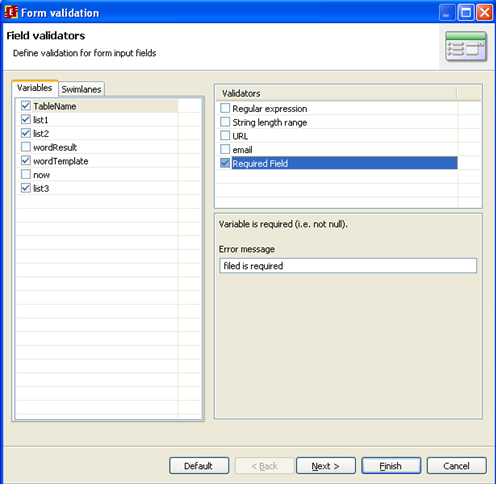 Form validation
Field validators
Define validation for form input fields
Variables Swimlanes
TableName
list1
list2
wordResult
wordTemplate
now
list3
Validators
Regular expression
String length range
URL
email
Required Field
Variable is required (i.e. not null).
Error message
filed is required
Default < Back Next > Finish Cancel